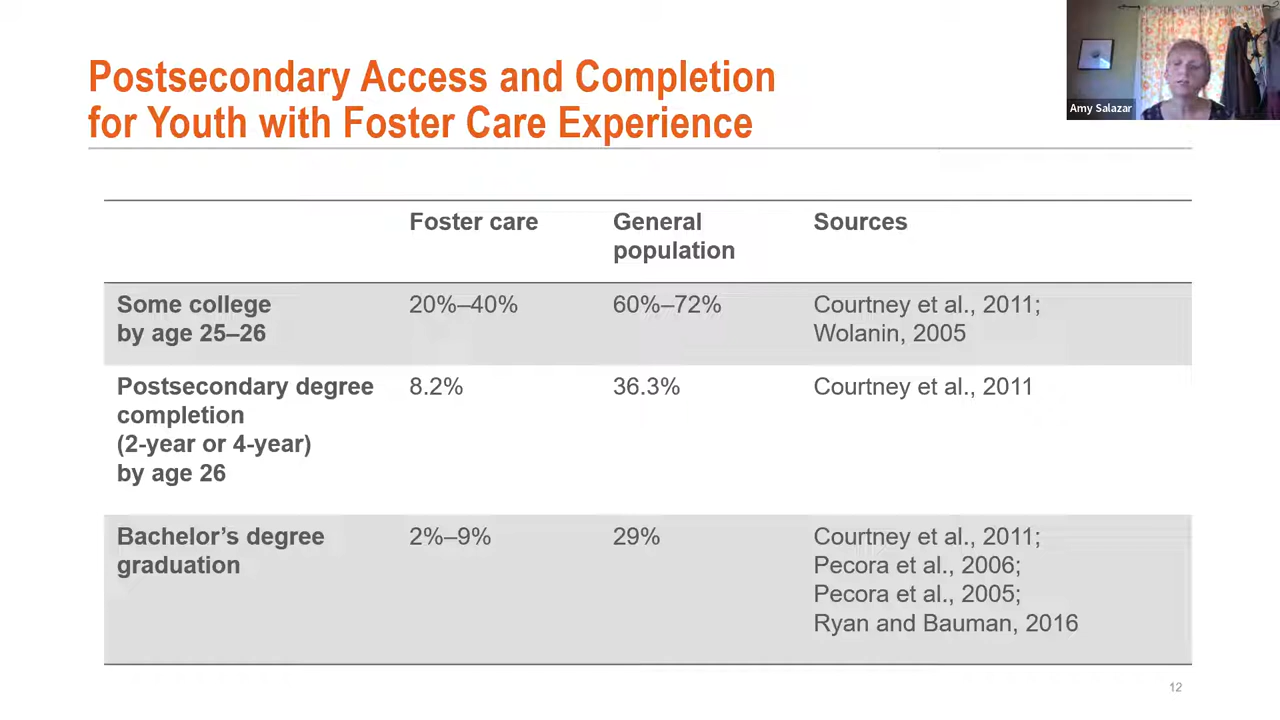 Postsecondary Access and Completion
for Youth with Foster Care Experience
Amy Salazar
Foster care
General
population
Sources
Some college
by age 25–26
20%–40%
60%–72%
Courtney et al., 2011;
Wolanin, 2005
Postsecondary degree
completion
(2-year or 4-year)
by age 26
8.2%
36.3%
Courtney et al., 2011
Bachelor’s degree
graduation
2%–9%
29%
Courtney et al., 2011;
Pecora et al., 2006;
Pecora et al., 2005;
Ryan and Bauman, 2016
12